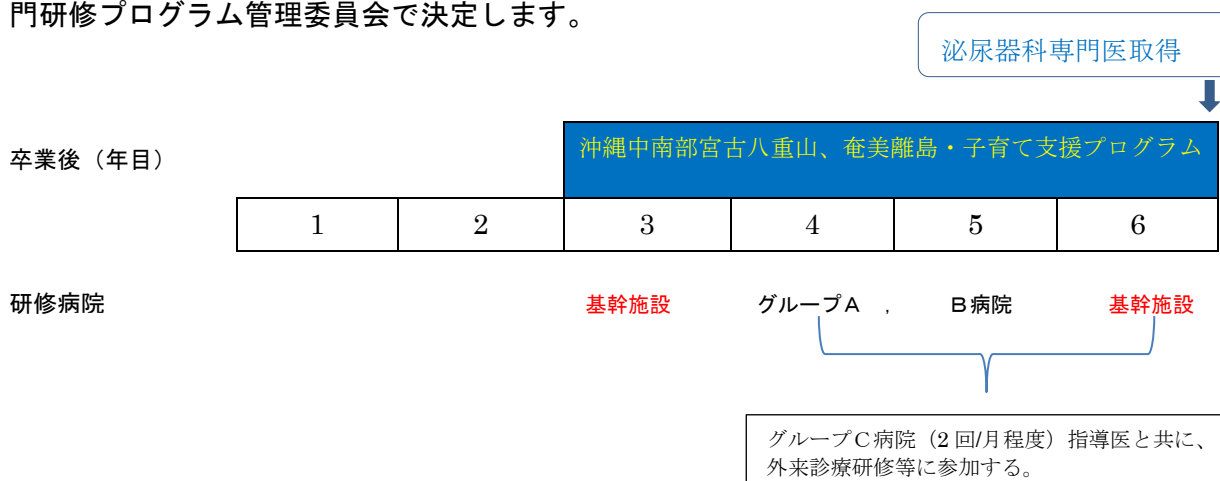 門研修プログラム管理委員会で決定します。
泌尿器科専門医取得
卒業後（年目）
沖縄中南部宮古八重山、奄美離島・子育て支援プログラム
1 2 3 4 5 6
研修病院 基幹施設 グループＡ ， Ｂ病院 基幹施設
グループＣ病院（2 回/月程度）指導医と共に、
外来診療研修等に参加する。